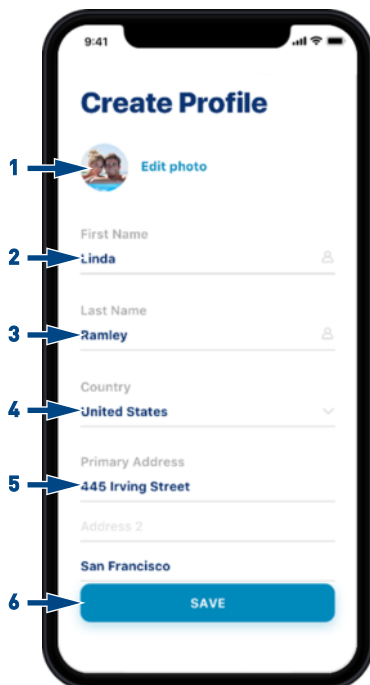 9:41
Create Profile
1
Edit photo
First Name
2 Linda
Last Name
3 Ramley
Country
4 United States
Primary Address
5 445 Irving Street
Address 2
San Francisco
6 SAVE